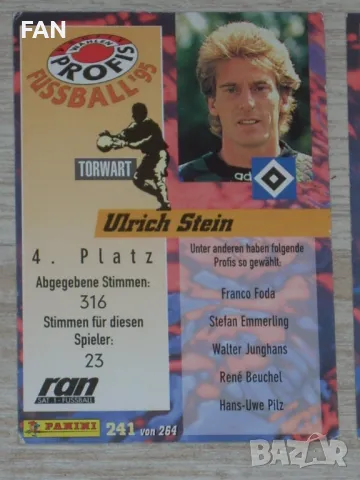 FAN
WAHLEN
PROFIS
FUSSBALL '95
TORWART
Ulrich Stein
4. Platz
Abgegebene Stimmen:
316
Stimmen für diesen
Spieler:
23
Unter anderen haben folgende
Profis so gewählt:
Franco Foda
Stefan Emmerling
Walter Junghans
René Beuchel
Hans-Uwe Pilz
ran
SAT.1-FUSSBALL
PANINI
241 von 264
bazar